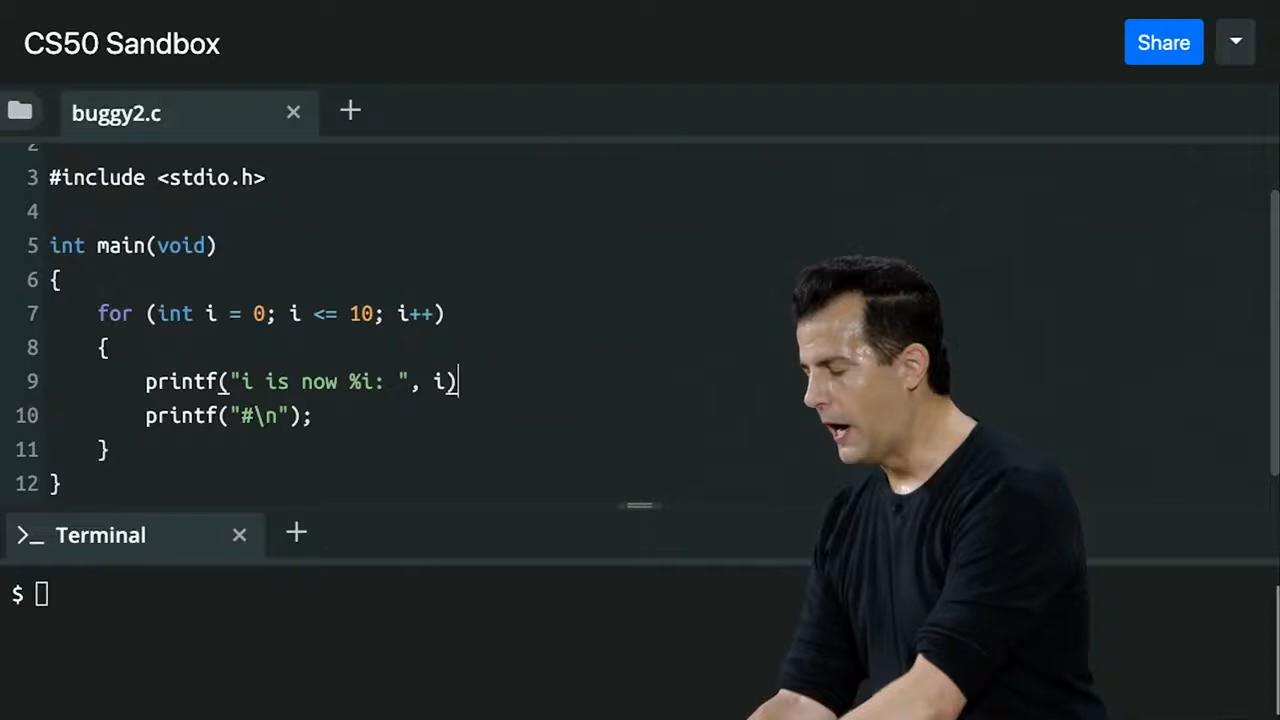 CS50 Sandbox
Share
buggy2.c
2
3 #include <stdio.h>
4
5 int main(void)
6 {
7 for (int i = 0; i <= 10; i++)
8 {
9 printf("i is now %i: ", i)
10 printf("#\n");
11 }
12 }
>_ Terminal
$